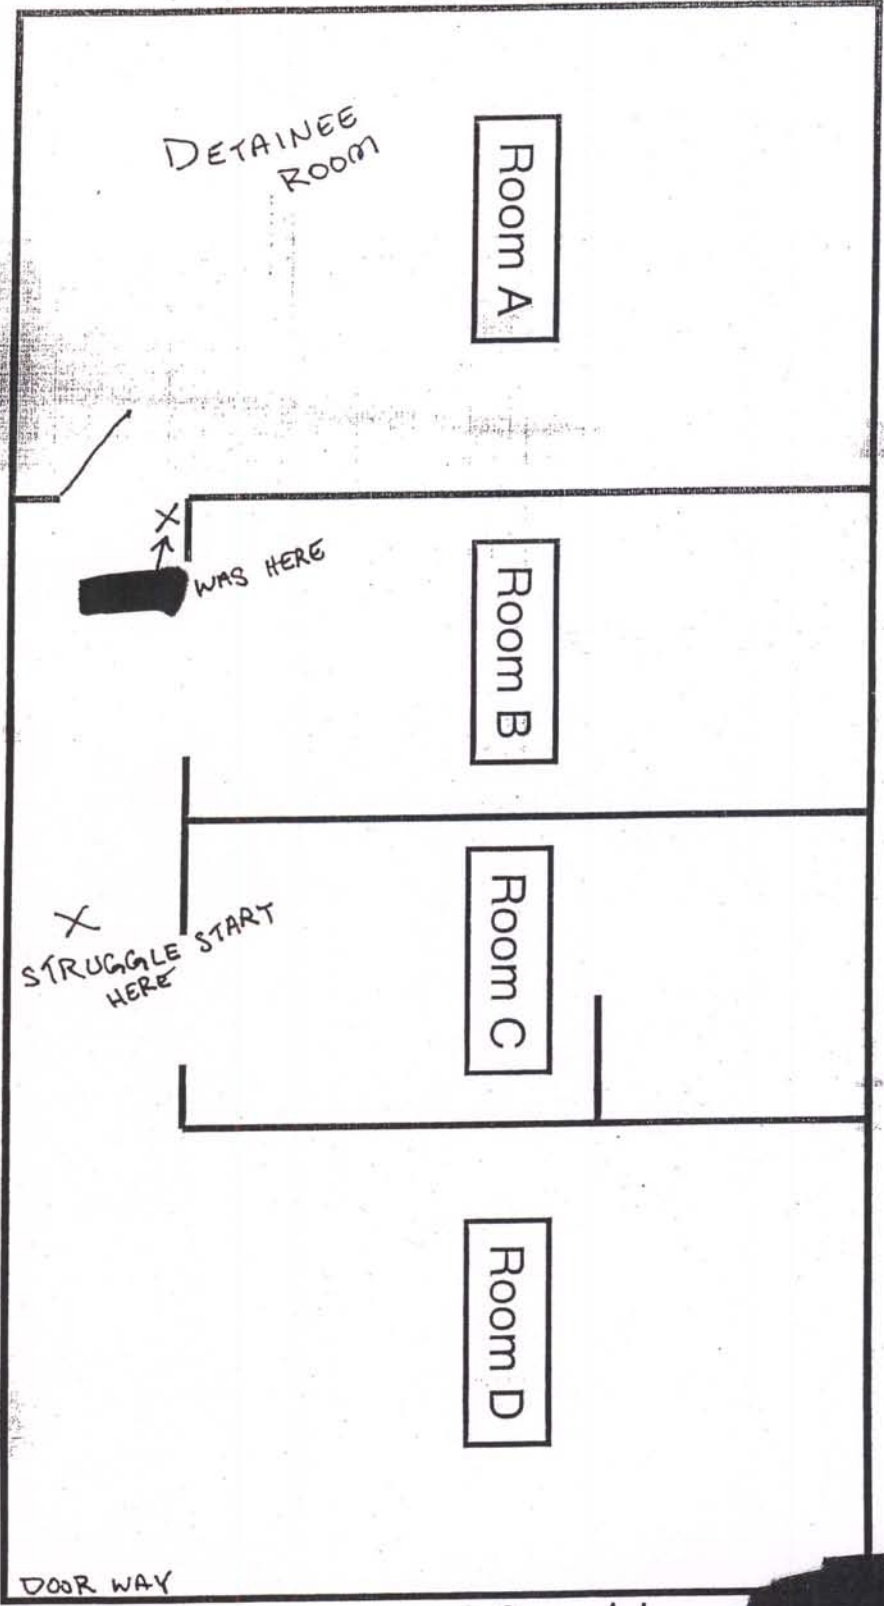 DETAINEE
ROOM
Room A
X
WAS HERE
Room B
X
STRUGGLE START
HERE
Room C
Room D
DOOR WAY